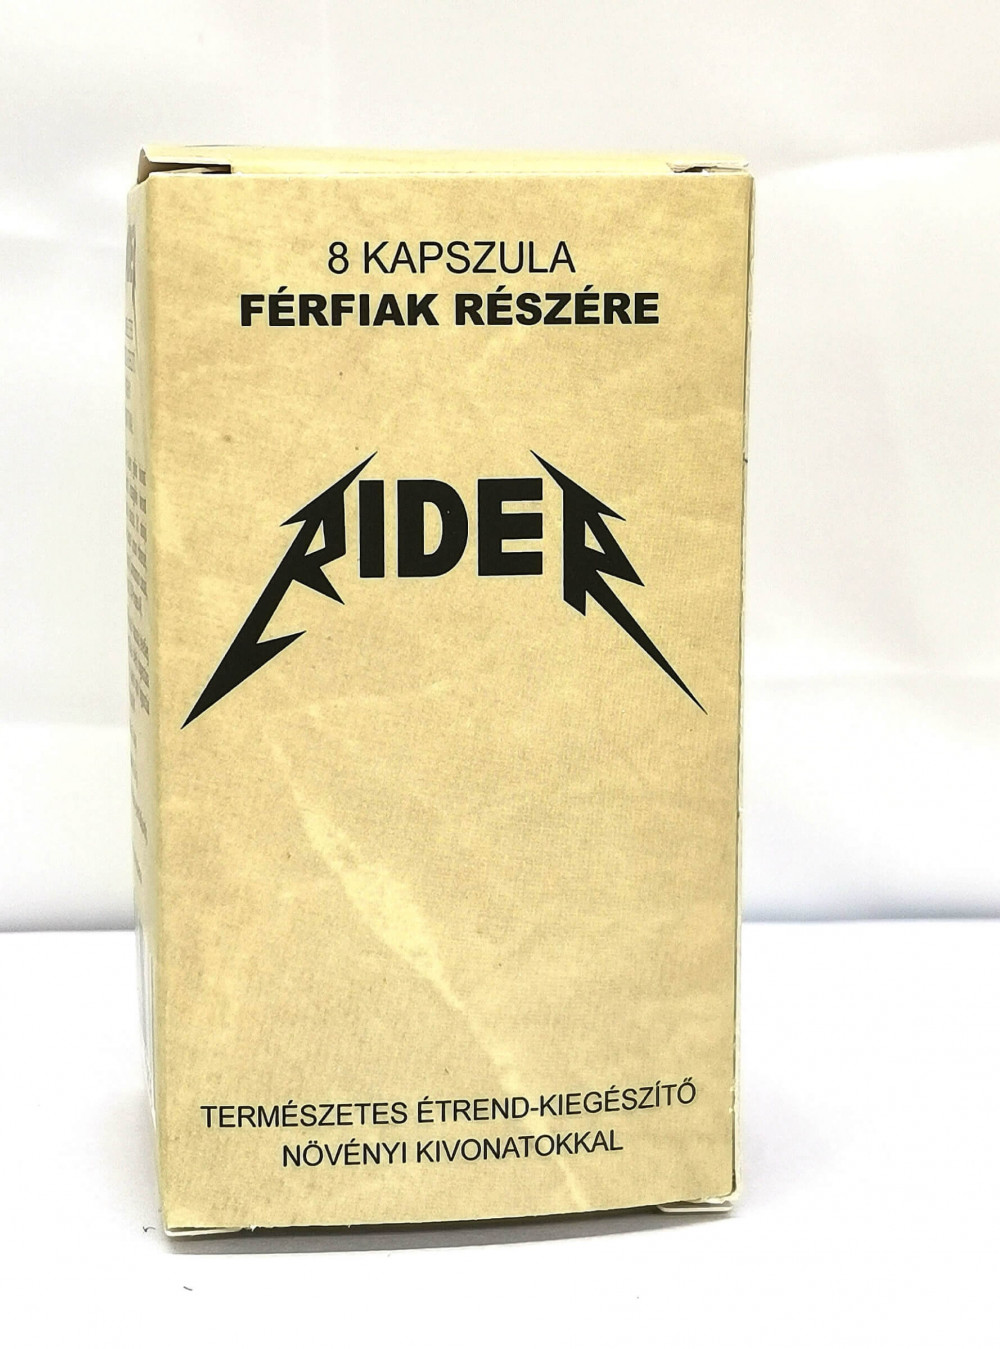 8 KAPSZULA
FÉRFIAK RÉSZÉRE
RIDER
TERMÉSZETES ÉTREND-KIEGÉSZÍTŐ
NÖVÉNYI KIVONATOKKAL